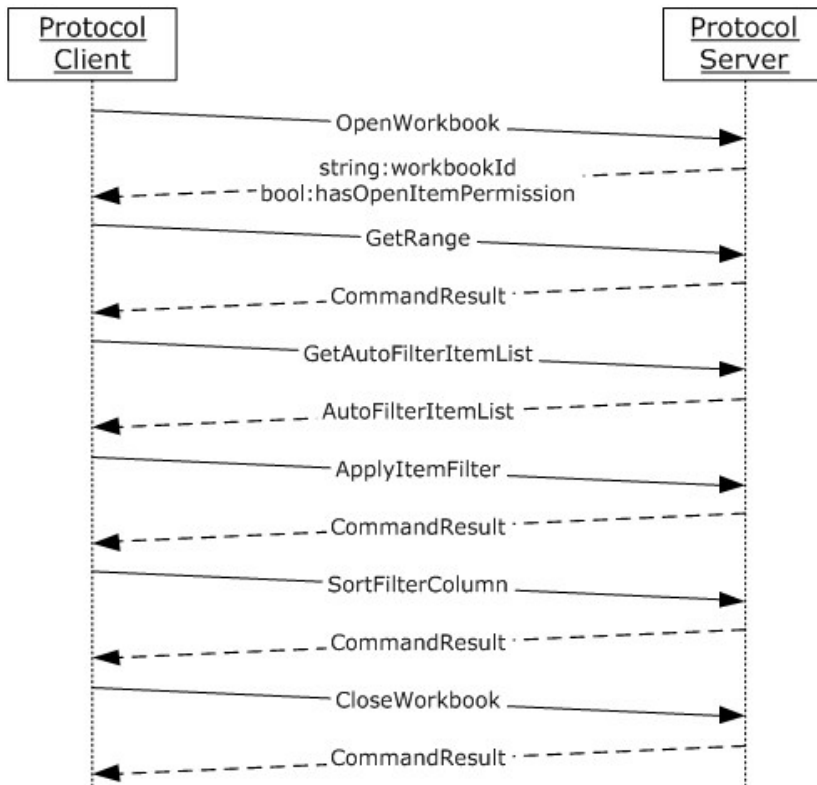 Protocol
Client
Protocol
Server
OpenWorkbook
string:workbookId
bool:hasOpenItemPermission
GetRange
CommandResult
GetAutoFilterItemList
AutoFilterItemList
ApplyItemFilter
CommandResult
SortFilterColumn
CommandResult
CloseWorkbook
CommandResult